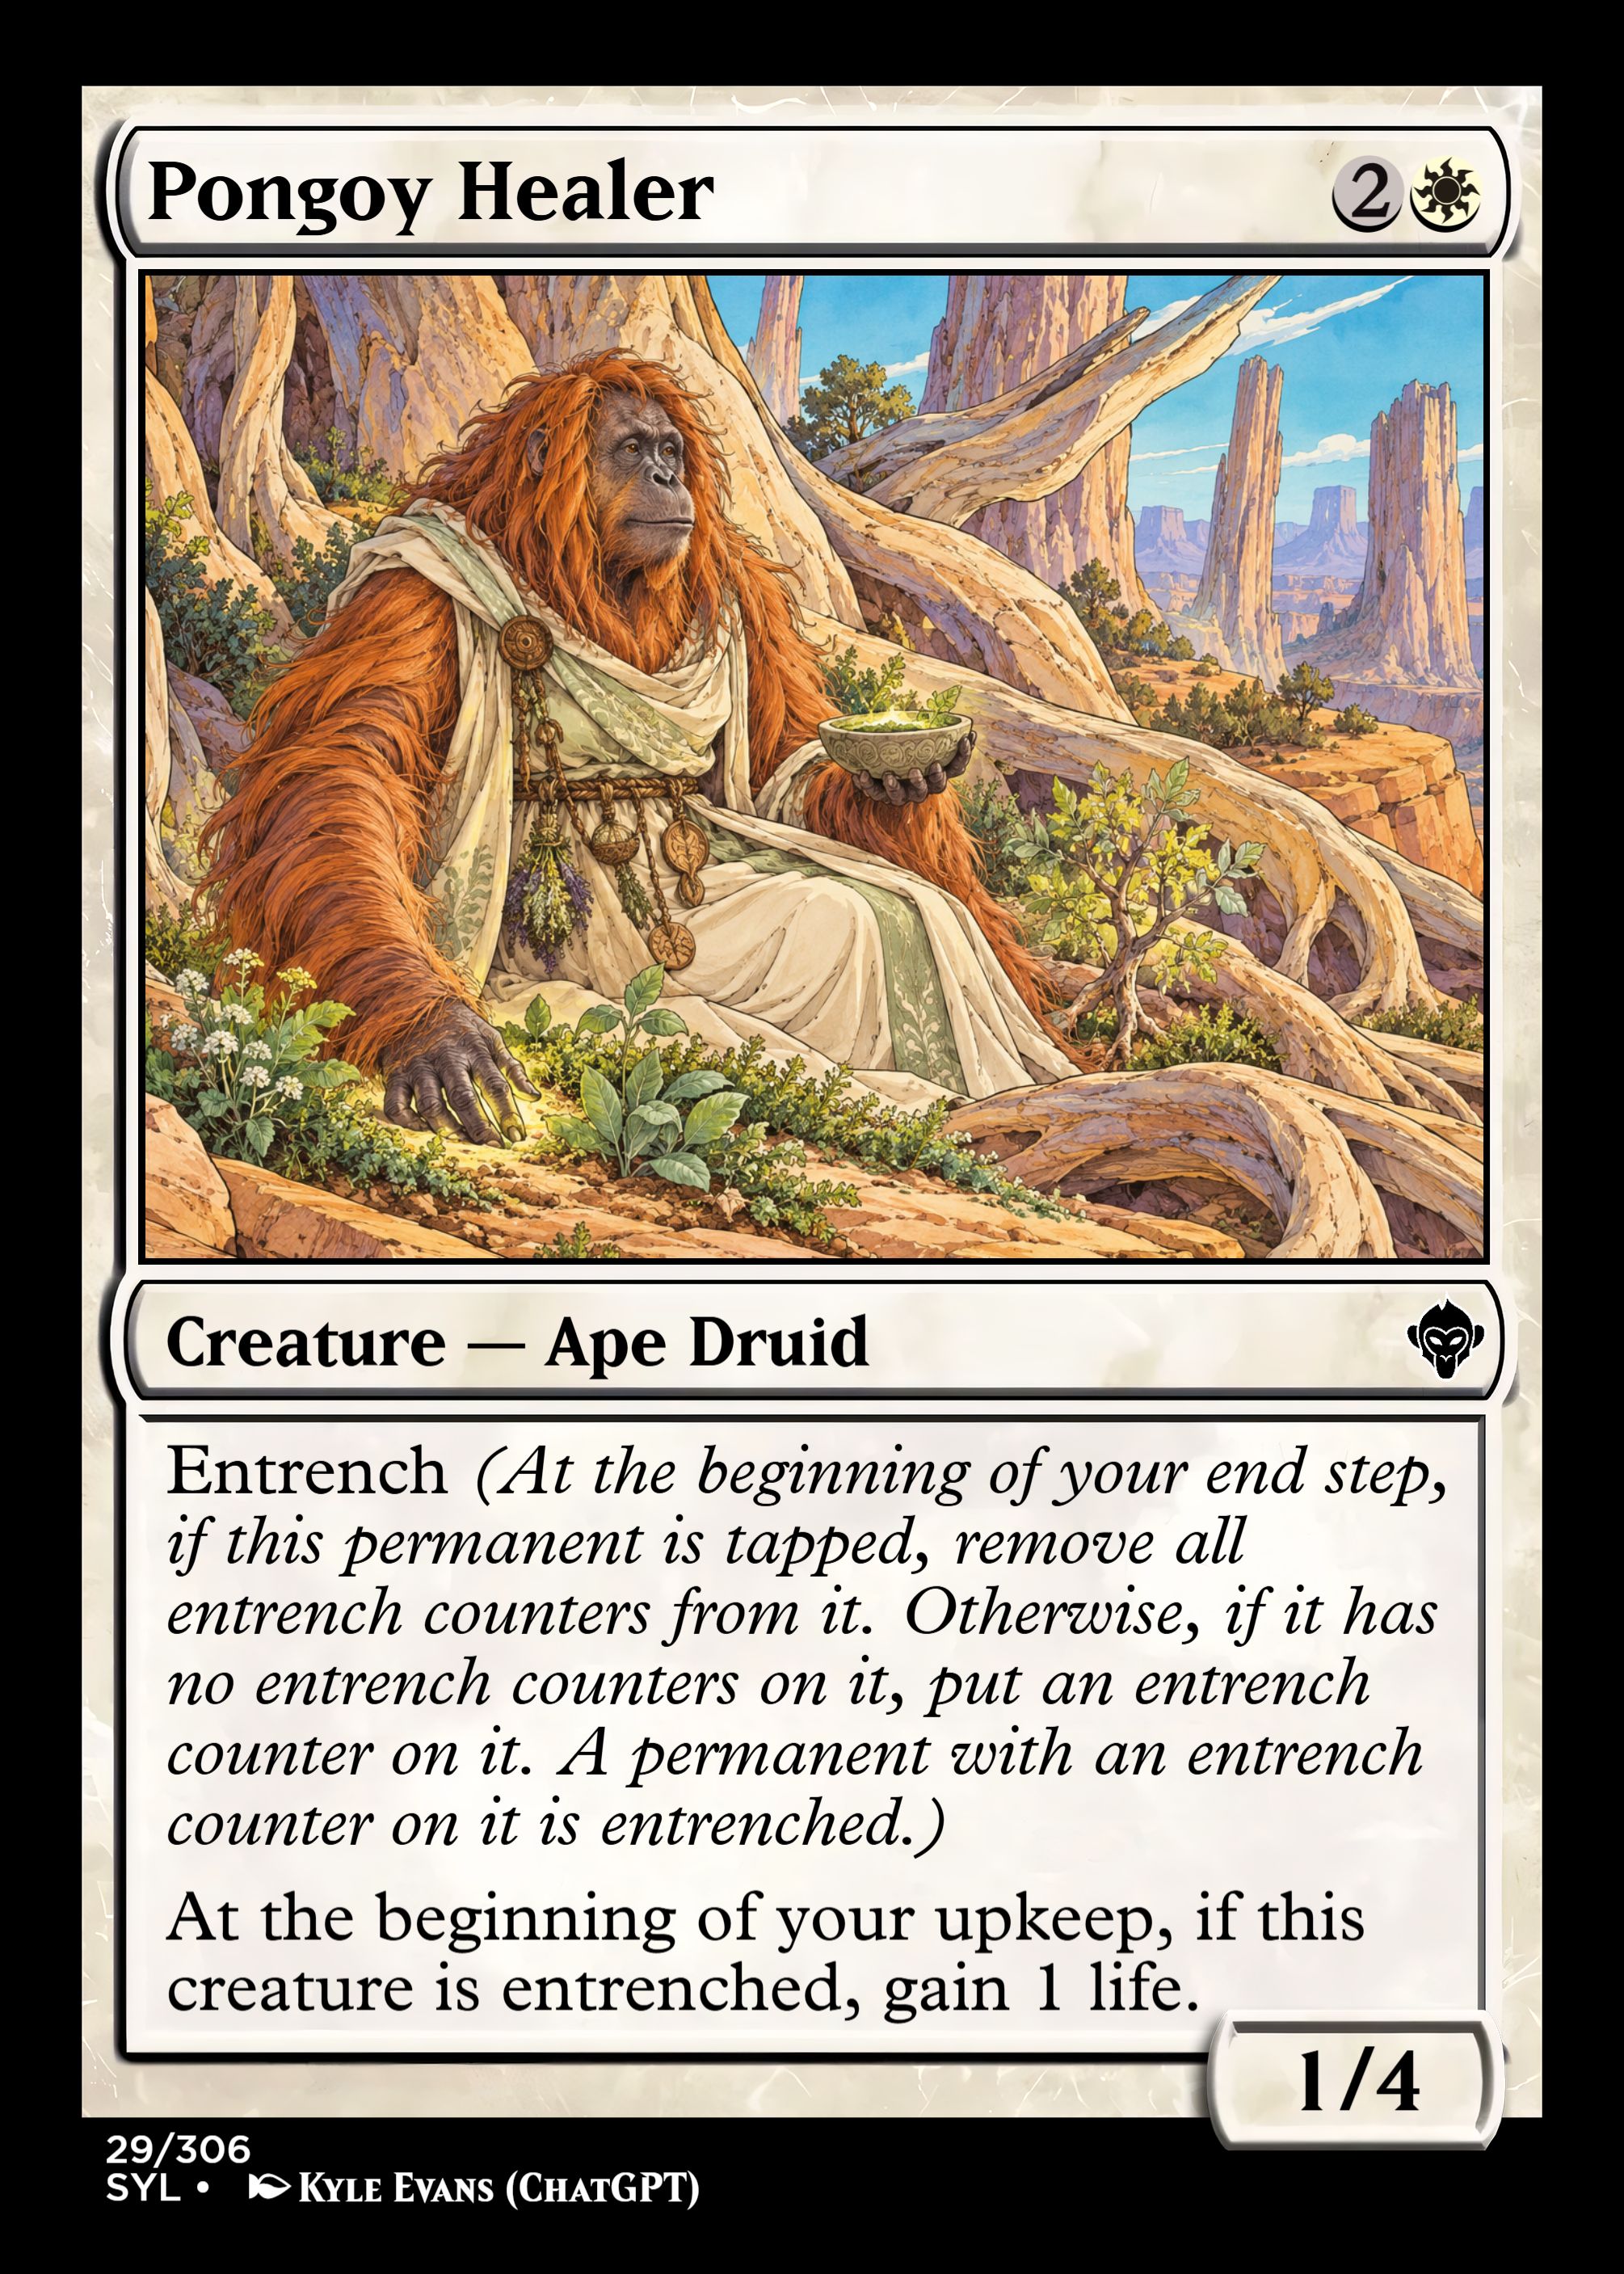 Pongoy Healer 2
Creature — Ape Druid
Entrench (At the beginning of your end step,
if this permanent is tapped, remove all
entrench counters from it. Otherwise, if it has
no entrench counters on it, put an entrench
counter on it. A permanent with an entrench
counter on it is entrenched.)
At the beginning of your upkeep, if this
creature is entrenched, gain 1 life.
1/4
29/306
SYL • Kyle Evans (ChatGPT)